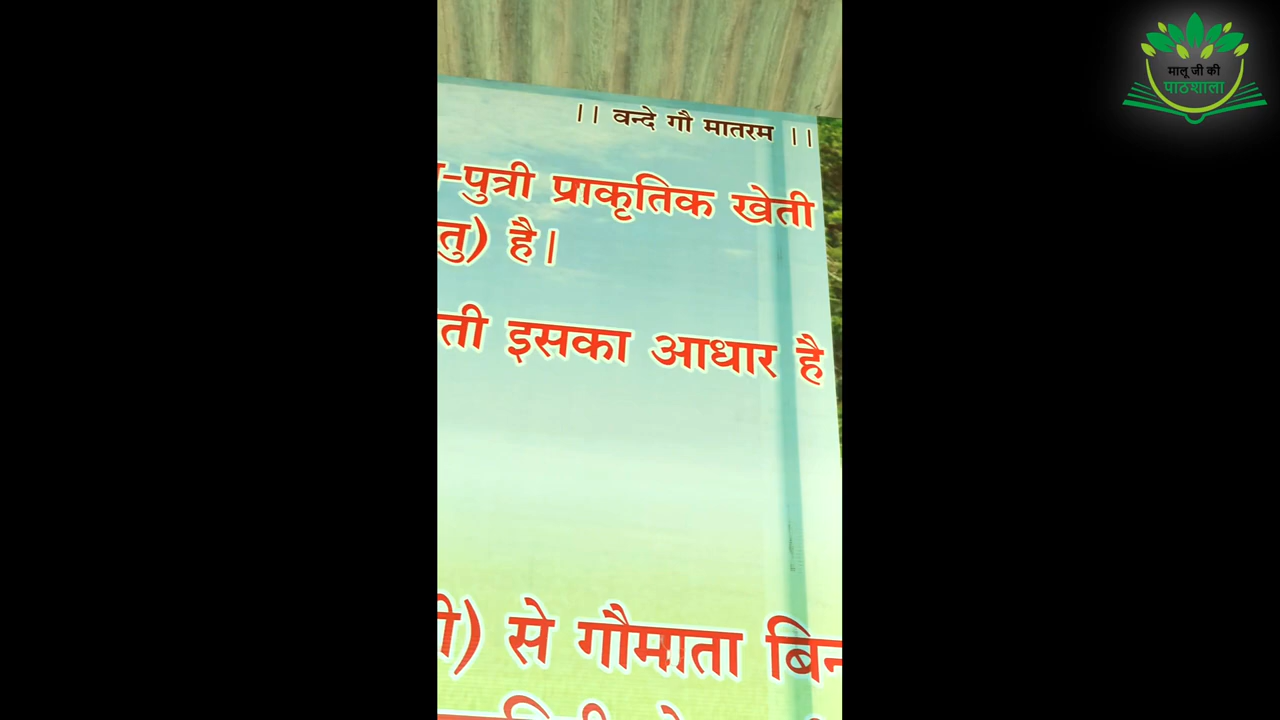 || वन्दे गौ मातरम ||
-पुत्री प्राकृतिक खेती
तु) है।
ती इसका आधार है
ी) से गौमाता बिन
मालू जी की
पाठशाला